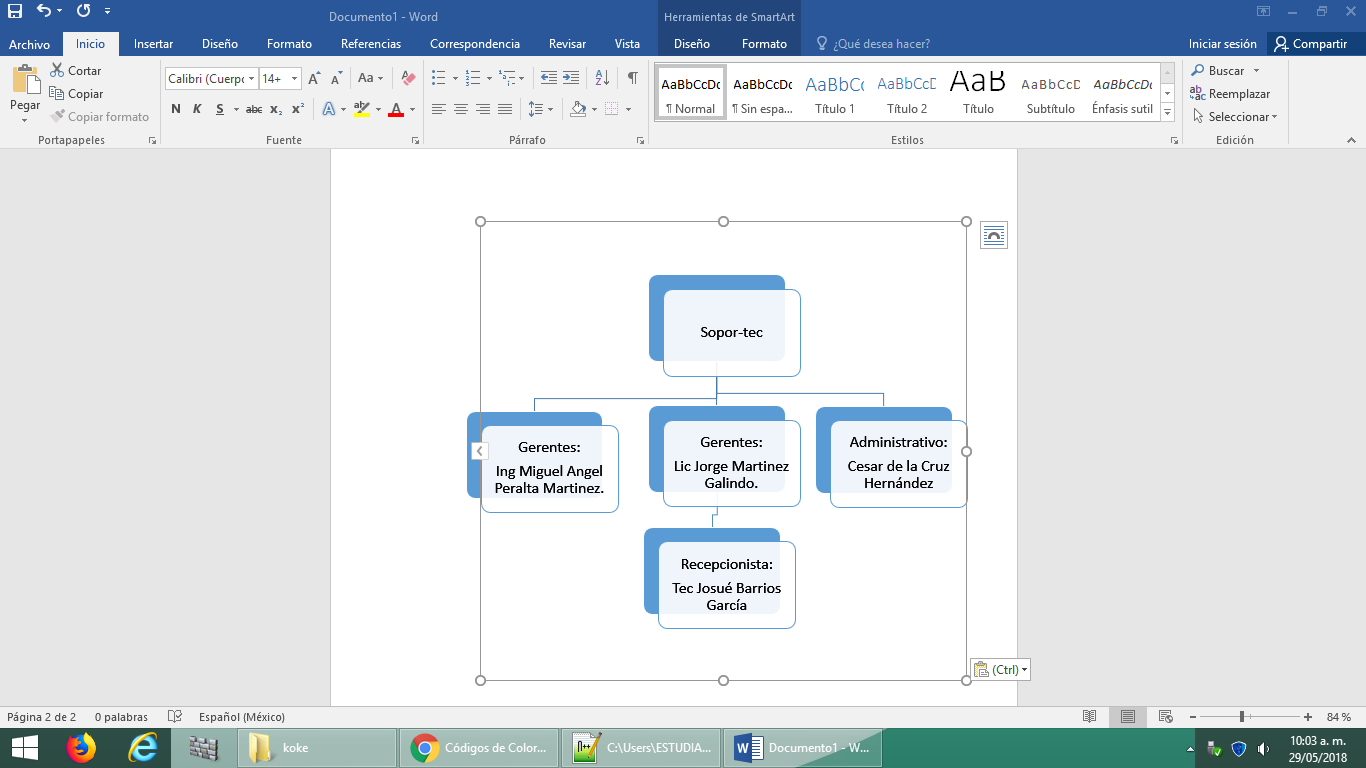 Documento1 - Word
Herramientas de SmartArt
Archivo Inicio Insertar Diseño Formato Referencias Correspondencia Revisar Vista Diseño Formato ¿Qué desea hacer? Iniciar sesión Compartir
Pegar
Cortar
Copiar
Copiar formato
Portapapeles
Calibri (Cuerpo 14+ Aa
N K S abc x₂ x² A ab A
Fuente
Párrafo
AaBbCcDc AaBbCcDc AaBbCc AaBbCcD AaB AaBbCcD AaBbCcDc
¶ Normal ¶ Sin espa... Título 1 Título 2 Título Subtítulo Énfasis sutil
Estilos
Buscar
Reemplazar
Seleccionar
Edición
Sopor-tec
Gerentes:
Ing Miguel Angel
Peralta Martinez.
Gerentes:
Lic Jorge Martinez
Galindo.
Administrativo:
Cesar de la Cruz
Hernández
Recepcionista:
Tec Josué Barrios
García
(Ctrl)
Página 2 de 2 0 palabras Español (México) 84 %
koke
Códigos de Color...
C:\Users\ESTUDIA...
Documento1 - W...
10:03 a. m.
29/05/2018